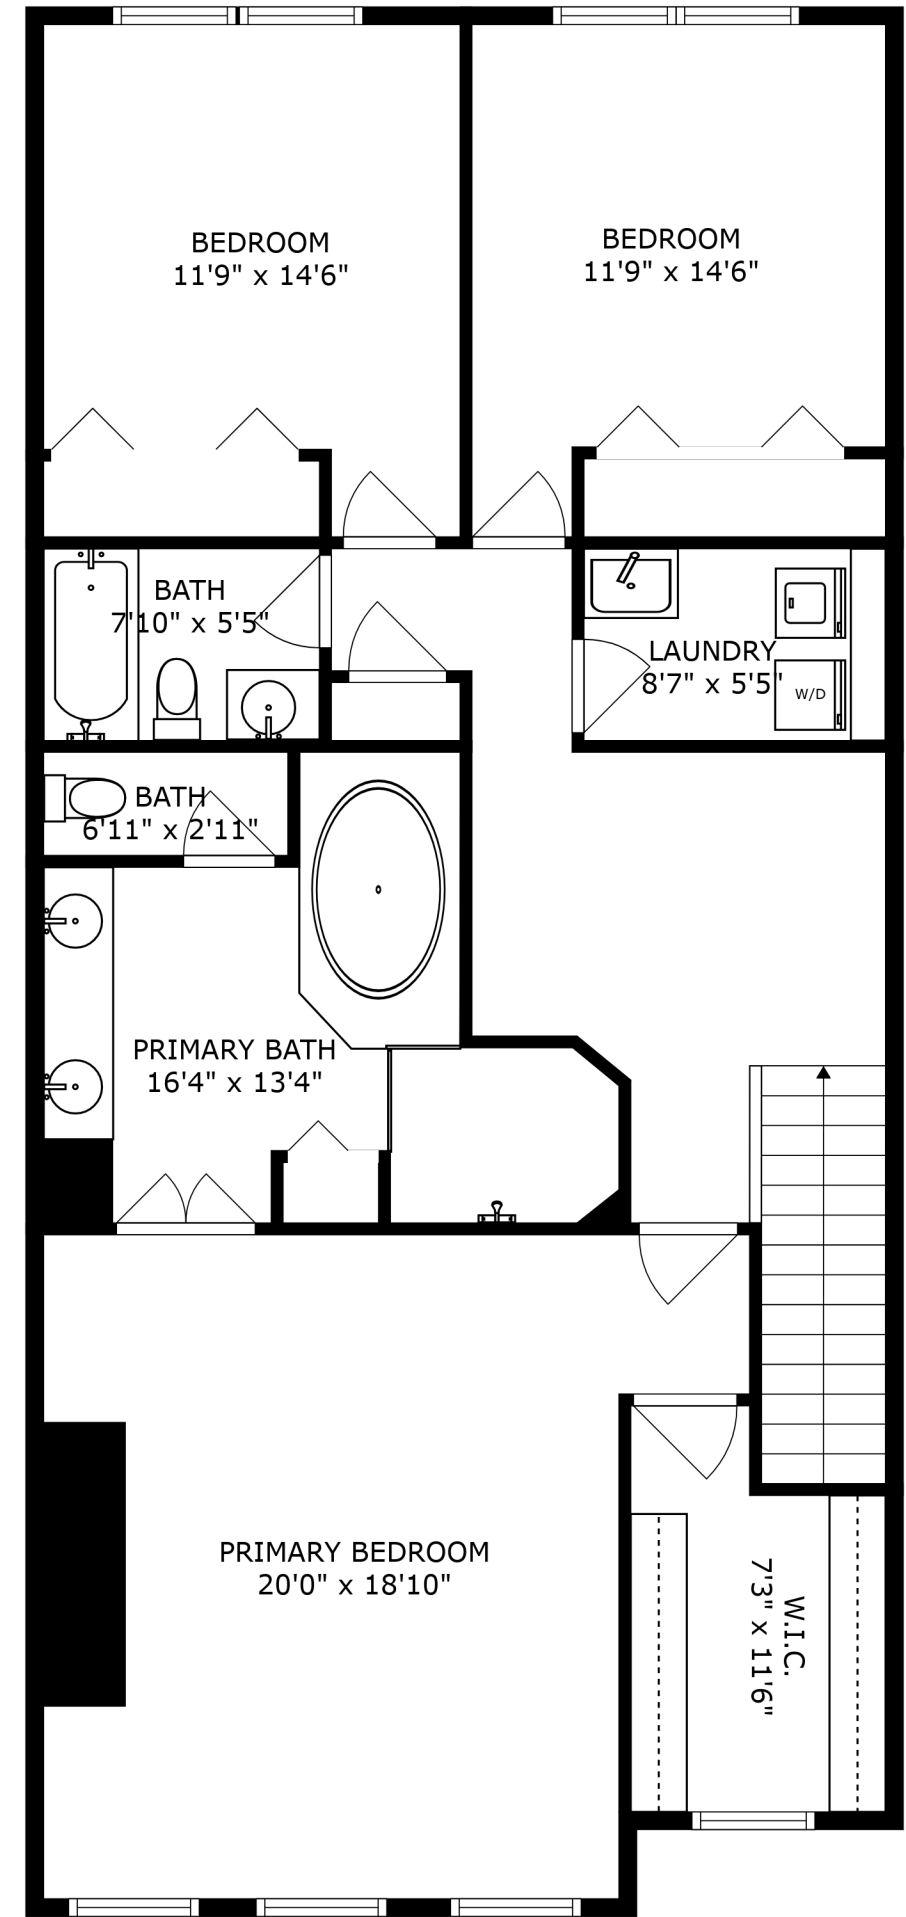 BEDROOM
11'9" x 14'6"
BEDROOM
11'9" x 14'6"
BATH
7'10" x 5'5"
LAUNDRY
8'7" x 5'5"
W/D
BATH
6'11" x 2'11"
PRIMARY BATH
16'4" x 13'4"
PRIMARY BEDROOM
20'0" x 18'10"
W.I.C.
7'3" x 11'6"